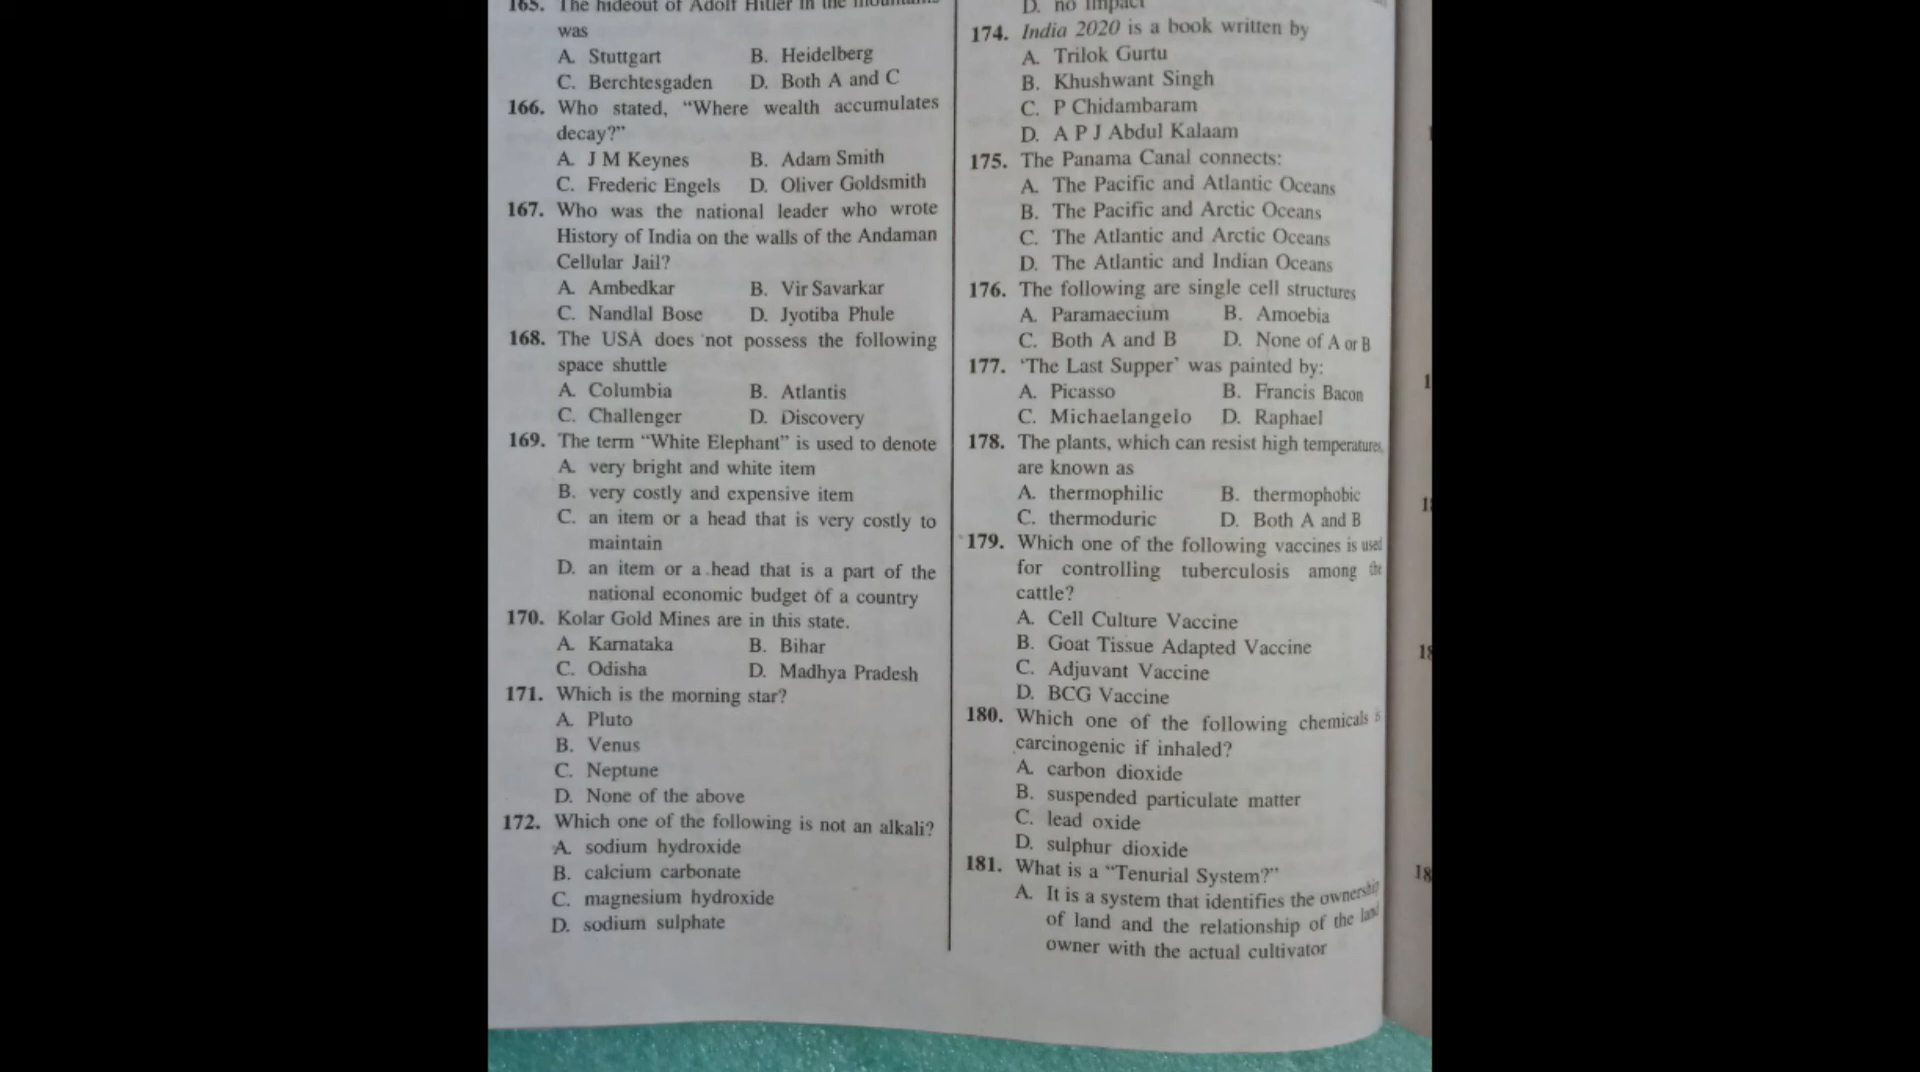 165. The hideout of Adolf Hitler in the mountains
was
A. Stuttgart B. Heidelberg
C. Berchtesgaden D. Both A and C
166. Who stated, “Where wealth accumulates
decay?”
A. J M Keynes B. Adam Smith
C. Frederic Engels D. Oliver Goldsmith
167. Who was the national leader who wrote
History of India on the walls of the Andaman
Cellular Jail?
A. Ambedkar B. Vir Savarkar
C. Nandlal Bose D. Jyotiba Phule
168. The USA does not possess the following
space shuttle
A. Columbia B. Atlantis
C. Challenger D. Discovery
169. The term “White Elephant” is used to denote
A. very bright and white item
B. very costly and expensive item
C. an item or a head that is very costly to
maintain
D. an item or a head that is a part of the
national economic budget of a country
170. Kolar Gold Mines are in this state.
A. Karnataka B. Bihar
C. Odisha D. Madhya Pradesh
171. Which is the morning star?
A. Pluto
B. Venus
C. Neptune
D. None of the above
172. Which one of the following is not an alkali?
A. sodium hydroxide
B. calcium carbonate
C. magnesium hydroxide
D. sodium sulphate
D. no impact
174. India 2020 is a book written by
A. Trilok Gurtu
B. Khushwant Singh
C. P Chidambaram
D. A P J Abdul Kalaam
175. The Panama Canal connects:
A. The Pacific and Atlantic Oceans
B. The Pacific and Arctic Oceans
C. The Atlantic and Arctic Oceans
D. The Atlantic and Indian Oceans
176. The following are single cell structures
A. Paramaecium B. Amoebia
C. Both A and B D. None of A or B
177. ‘The Last Supper’ was painted by:
A. Picasso B. Francis Bacon
C. Michaelangelo D. Raphael
178. The plants, which can resist high temperatures,
are known as
A. thermophilic B. thermophobic
C. thermoduric D. Both A and B
179. Which one of the following vaccines is used
for controlling tuberculosis among the
cattle?
A. Cell Culture Vaccine
B. Goat Tissue Adapted Vaccine
C. Adjuvant Vaccine
D. BCG Vaccine
180. Which one of the following chemicals is
carcinogenic if inhaled?
A. carbon dioxide
B. suspended particulate matter
C. lead oxide
D. sulphur dioxide
181. What is a “Tenurial System?”
A. It is a system that identifies the ownership
of land and the relationship of the land
owner with the actual cultivator